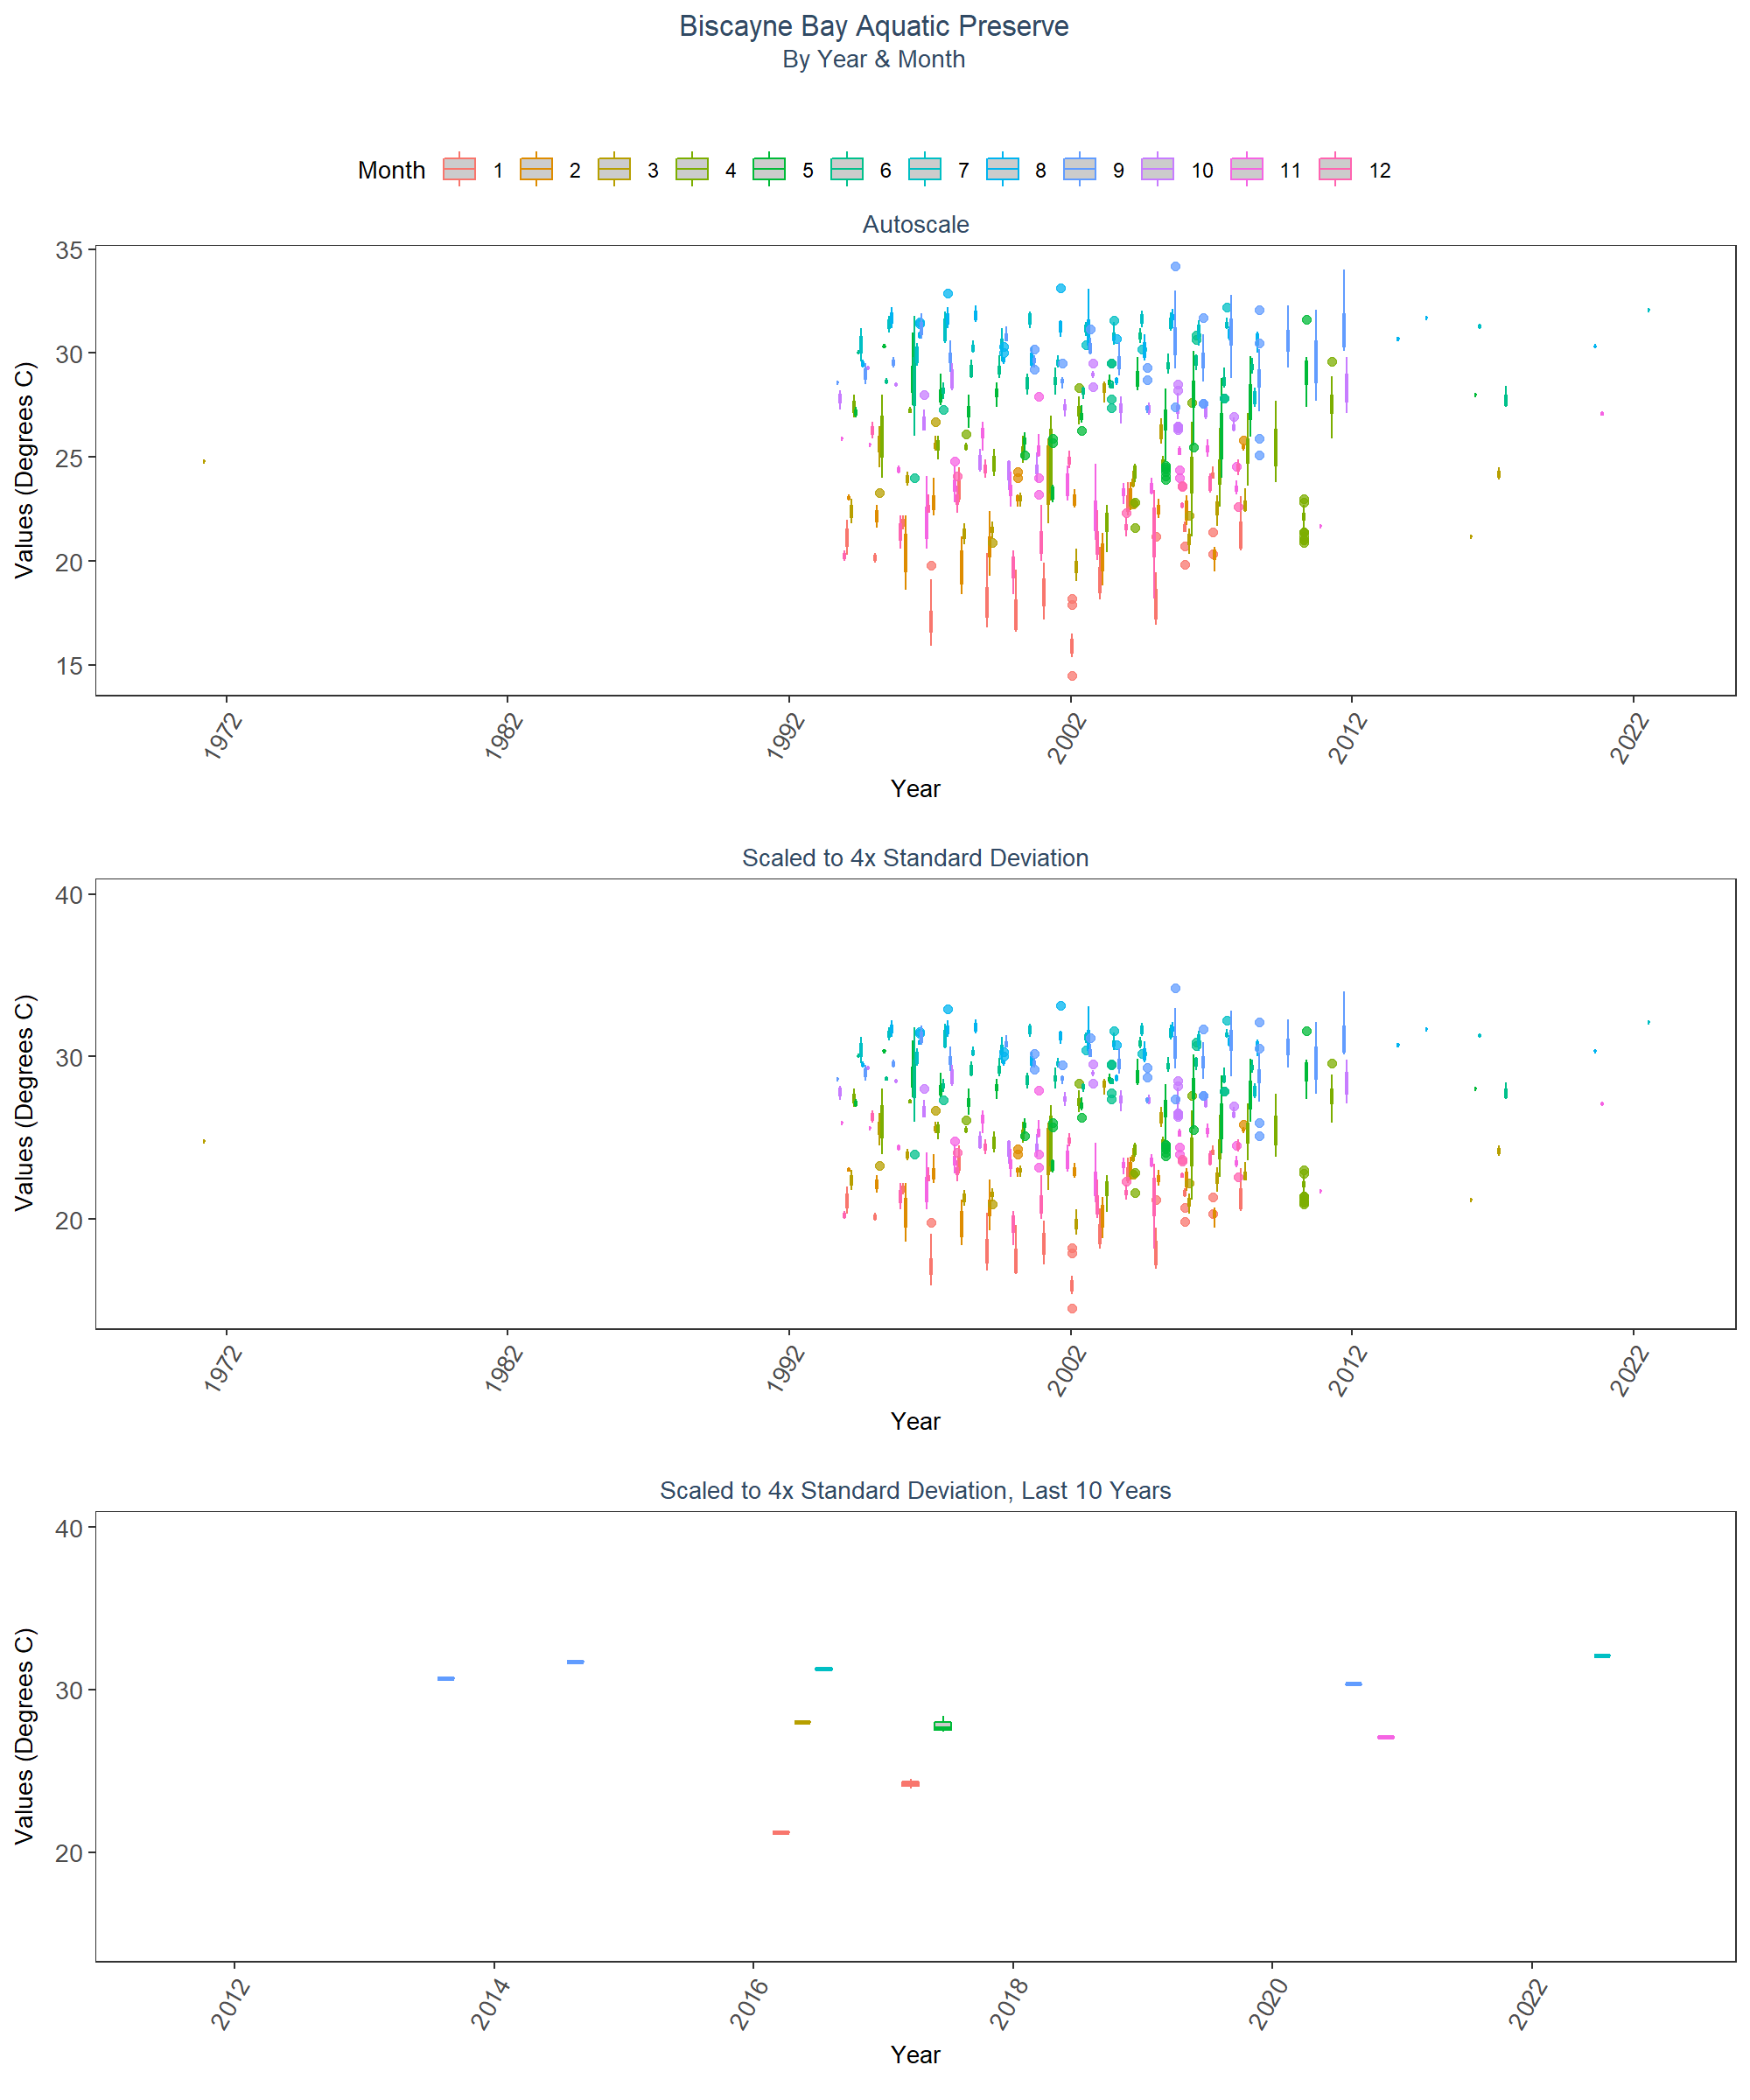 Biscayne Bay Aquatic Preserve
By Year & Month
Month 1 2 3 4 5 6 7 8 9 10 11 12
Autoscale
Values (Degrees C)
35
30
25
20
15
1972 1982 1992 2002 2012 2022
Year
Scaled to 4x Standard Deviation
Values (Degrees C)
40
30
20
1972 1982 1992 2002 2012 2022
Year
Scaled to 4x Standard Deviation, Last 10 Years
Values (Degrees C)
40
30
20
2012 2014 2016 2018 2020 2022
Year